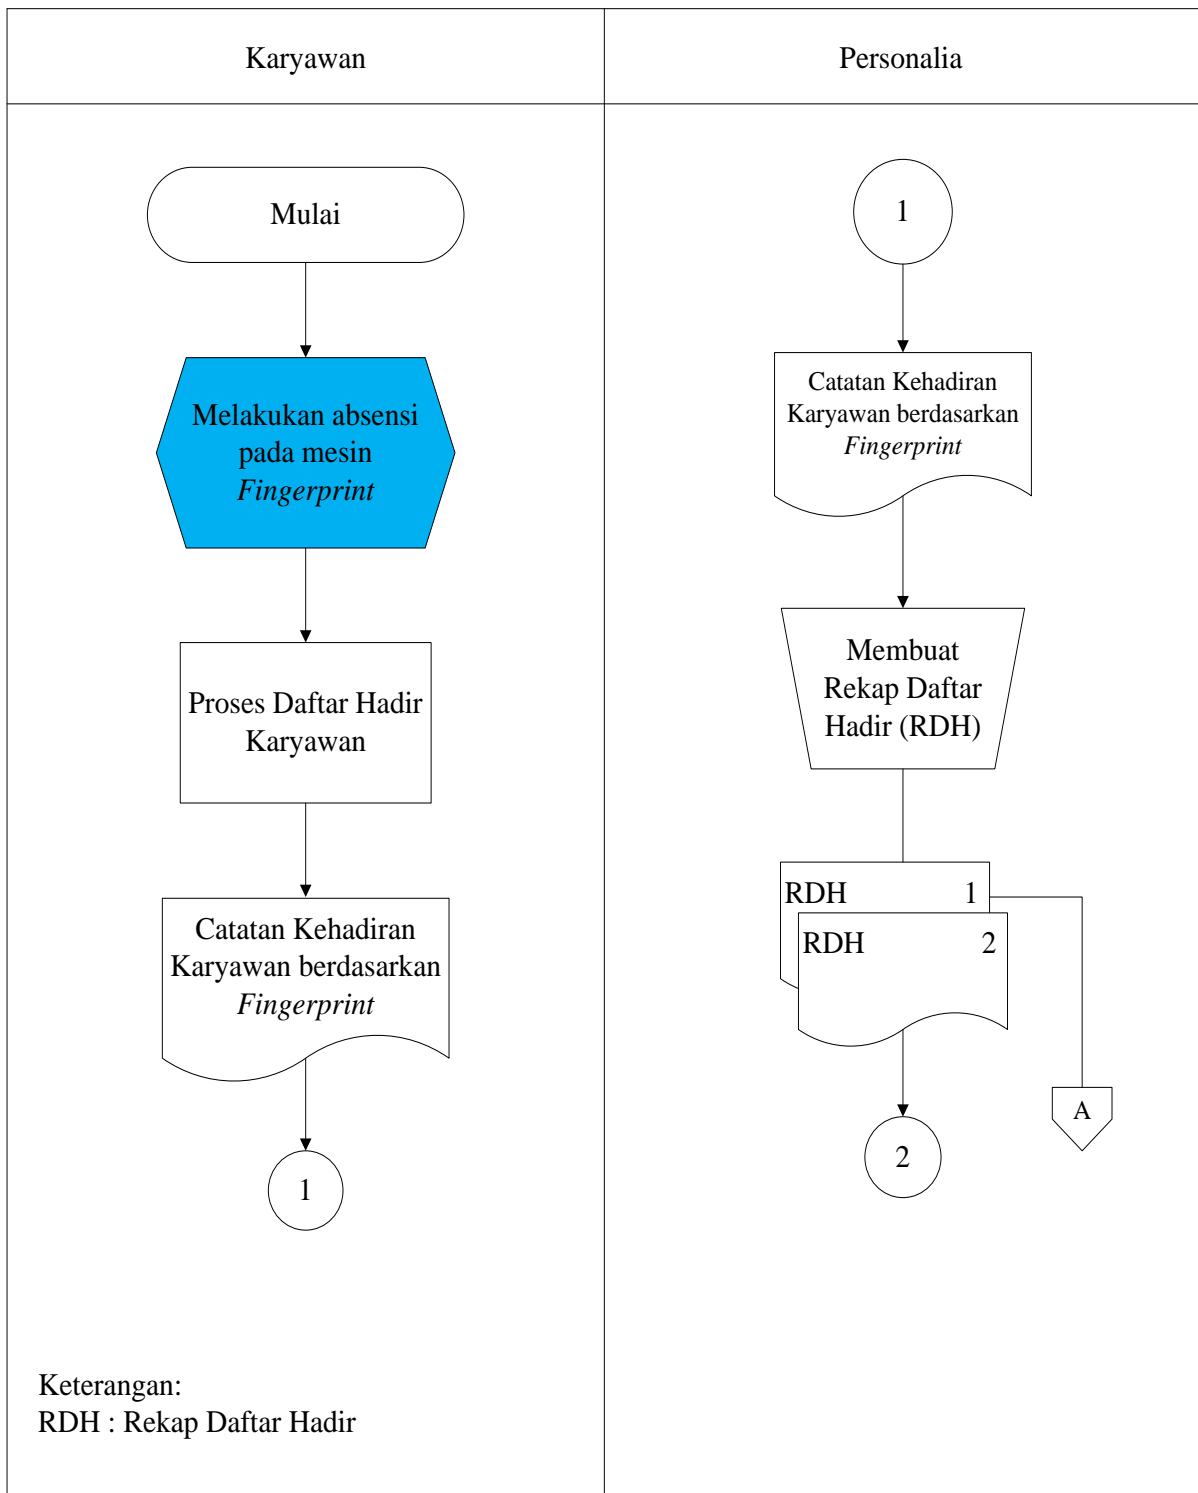 Karyawan
Personalia
Mulai
Melakukan absensi
pada mesin
Fingerprint
Proses Daftar Hadir
Karyawan
Catatan Kehadiran
Karyawan berdasarkan
Fingerprint
1
Keterangan:
RDH : Rekap Daftar Hadir
1
Catatan Kehadiran
Karyawan berdasarkan
Fingerprint
Membuat
Rekap Daftar
Hadir (RDH)
RDH 1
RDH 2
A
2